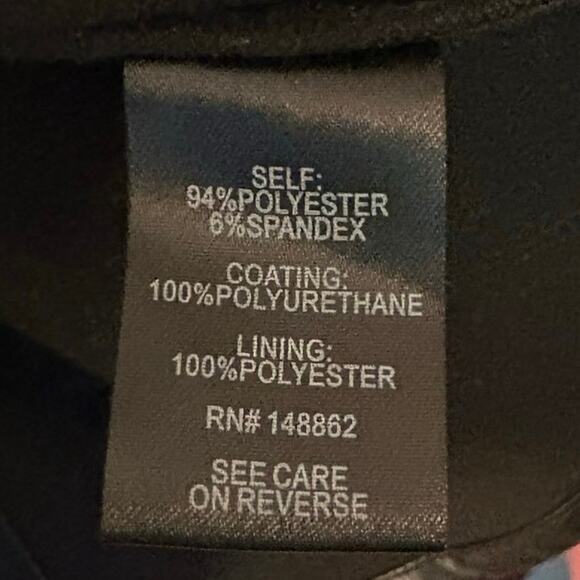 SELF:
94%POLYESTER
6%SPANDEX
COATING:
100%POLYURETHANE
LINING:
100%POLYESTER
RN# 148862
SEE CARE
ON REVERSE